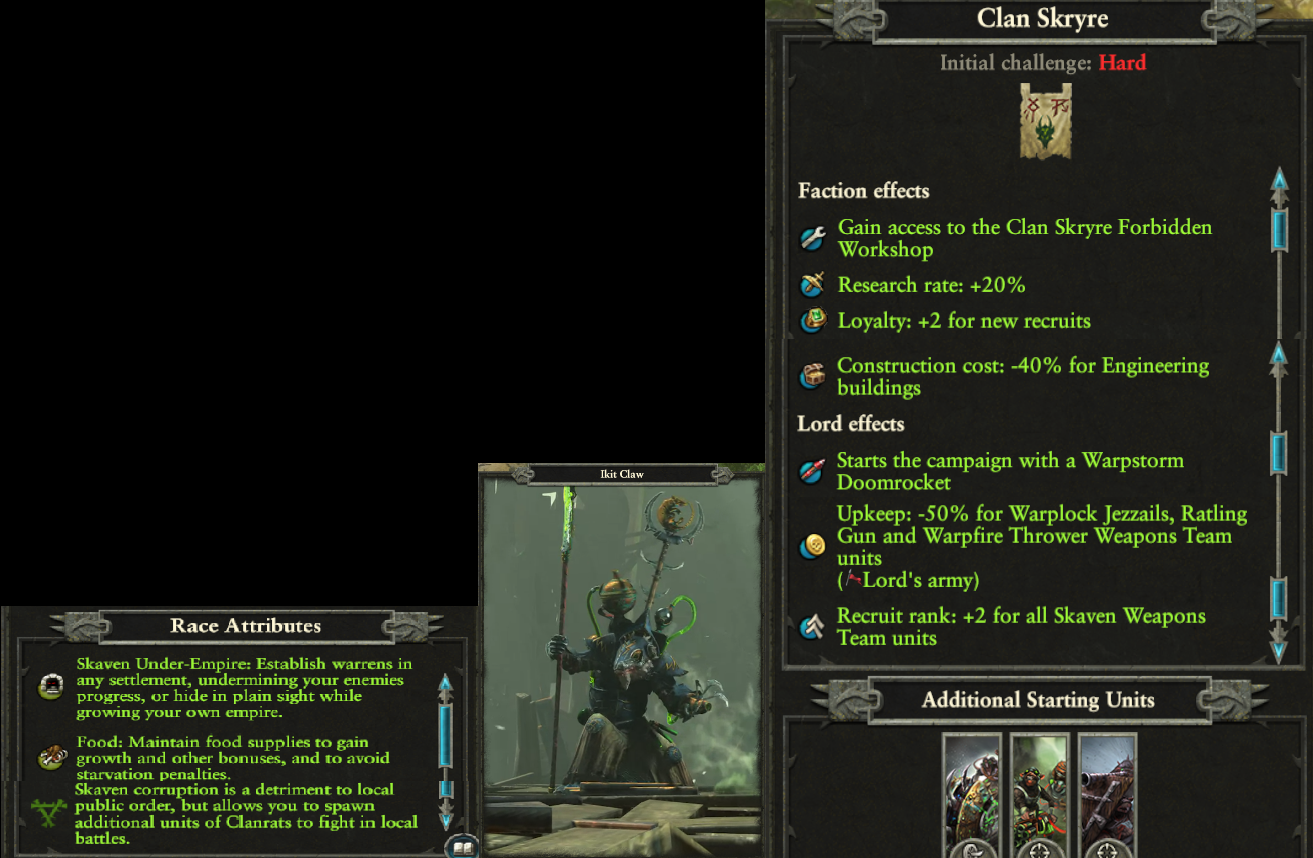 Clan Skryre
Initial challenge: Hard
Faction effects
Gain access to the Clan Skryre Forbidden
Workshop
Research rate: +20%
Loyalty: +2 for new recruits
Construction cost: -40% for Engineering
buildings
Lord effects
Starts the campaign with a Warpstorm
Doomrocket
Upkeep: -50% for Warplock Jezzails, Ratling
Gun and Warpfire Thrower Weapons Team
units
(Lord's army)
Recruit rank: +2 for all Skaven Weapons
Team units
Additional Starting Units
Ikit Claw
Race Attributes
Skaven Under-Empire: Establish warrens in
any settlement, undermining your enemies
progress, or hide in plain sight while
growing your own empire.
Food: Maintain food supplies to gain
growth and other bonuses, and to avoid
starvation penalties.
Skaven corruption is a detriment to local
public order, but allows you to spawn
additional units of Clanrats to fight in local
battles.